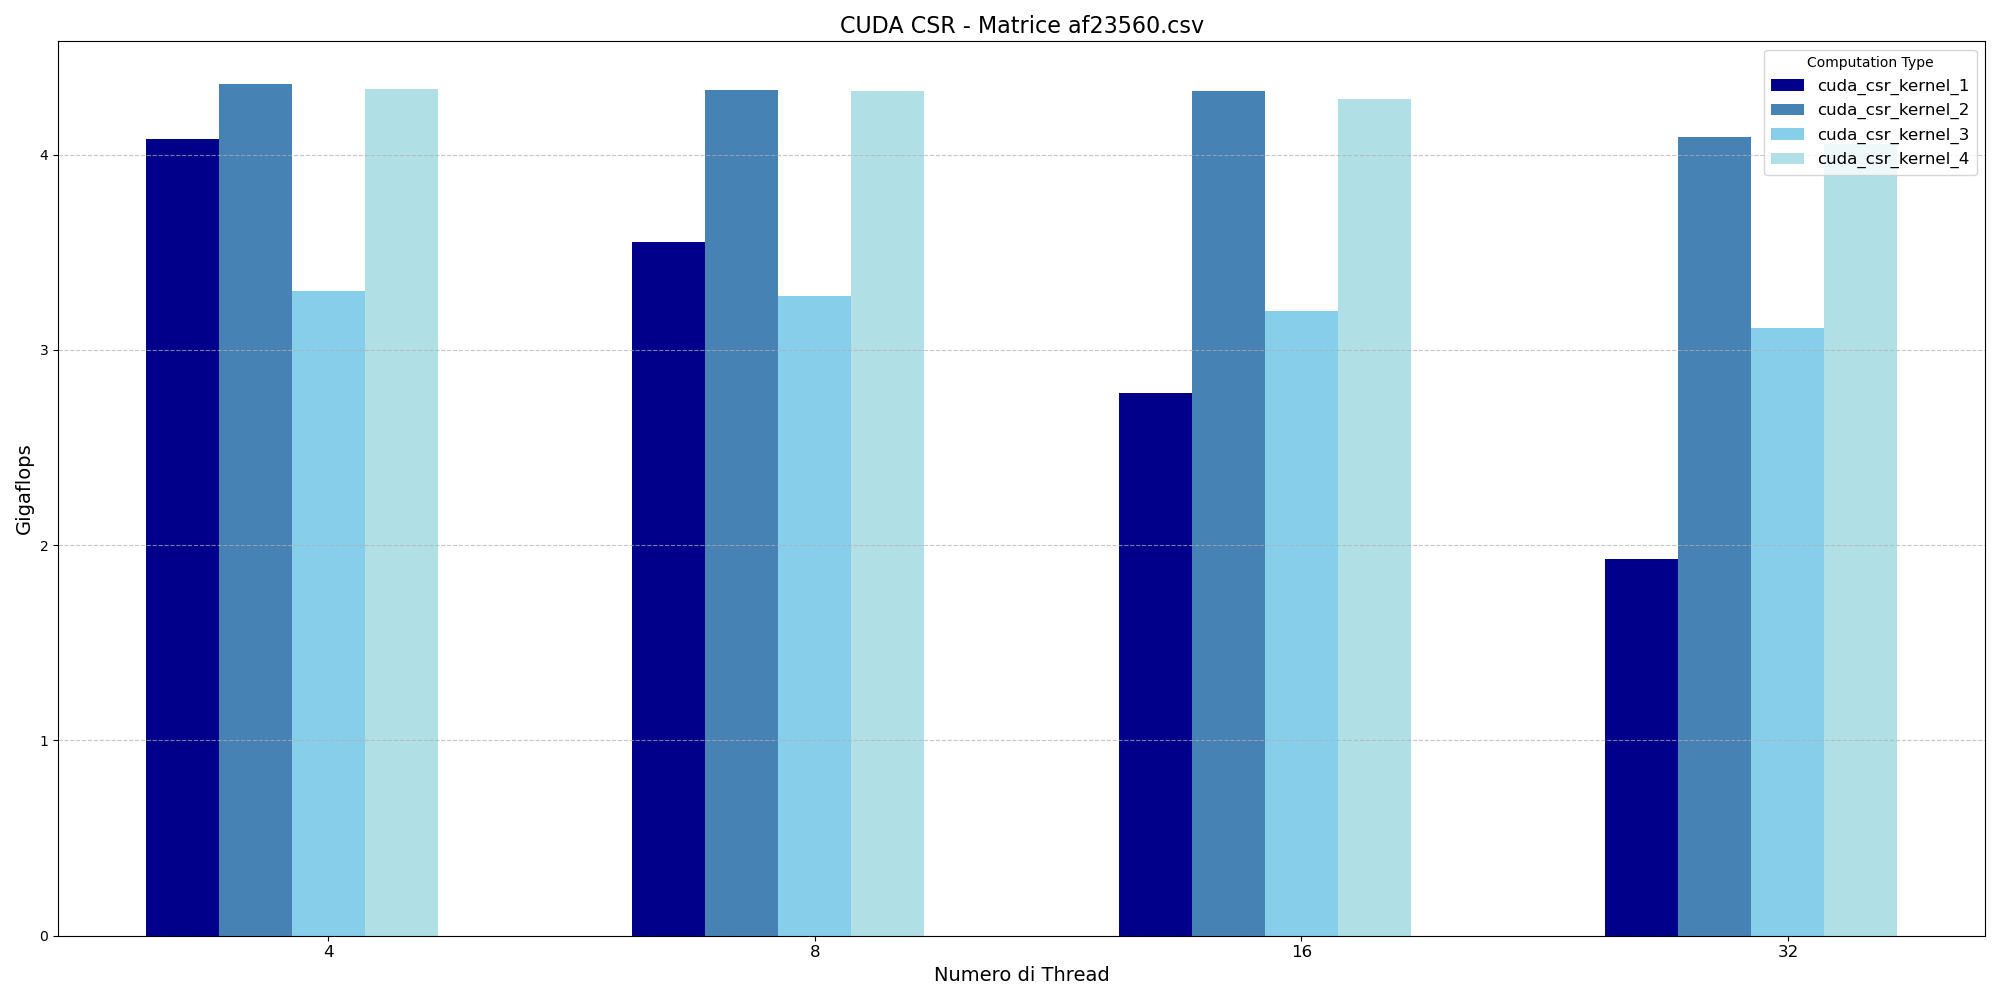 CUDA CSR - Matrice af23560.csv
Computation Type
cuda_csr_kernel_1
cuda_csr_kernel_2
cuda_csr_kernel_3
cuda_csr_kernel_4
Gigaflops
4
3
2
1
0
4 8 16 32
Numero di Thread